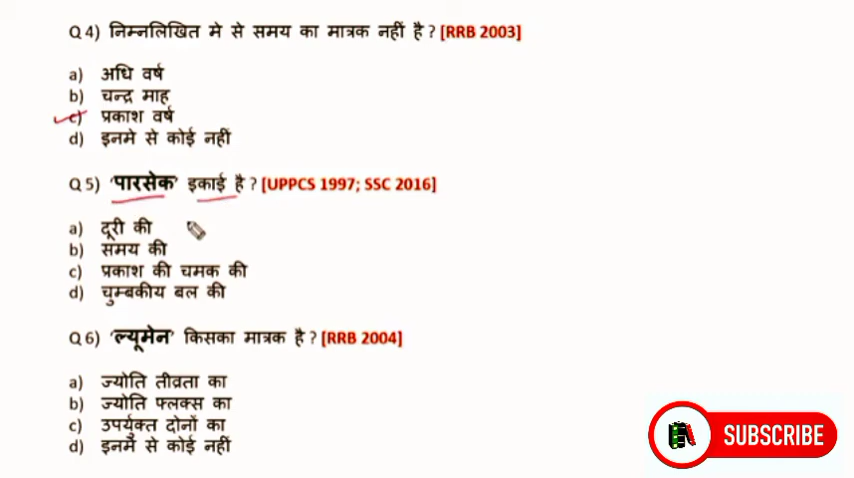 Q 4) निम्नलिखित मे से समय का मात्रक नहीं है ? [RRB 2003]
a) अधि वर्ष
b) चन्द्र माह
c) प्रकाश वर्ष
d) इनमे से कोई नहीं
Q 5) 'पारसेक' इकाई है ? [UPPCS 1997; SSC 2016]
a) दूरी की
b) समय की
c) प्रकाश की चमक की
d) चुम्बकीय बल की
Q 6) 'ल्यूमेन' किसका मात्रक है ? [RRB 2004]
a) ज्योति तीव्रता का
b) ज्योति फ्लक्स का
c) उपर्युक्त दोनों का
d) इनमें से कोई नहीं
SUBSCRIBE